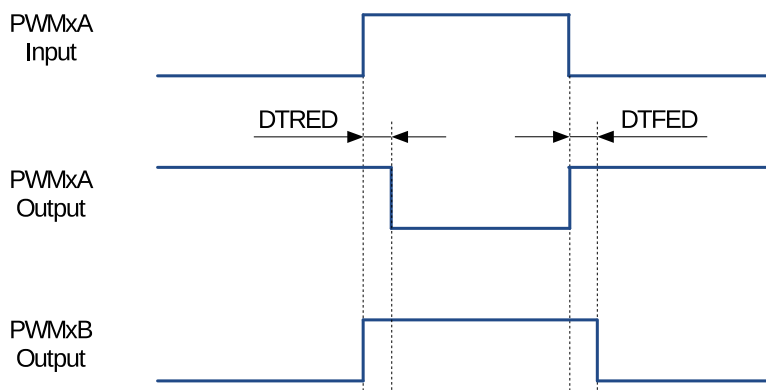 PWMxA
Input
DTRED
DTFED
PWMxA
Output
PWMxB
Output